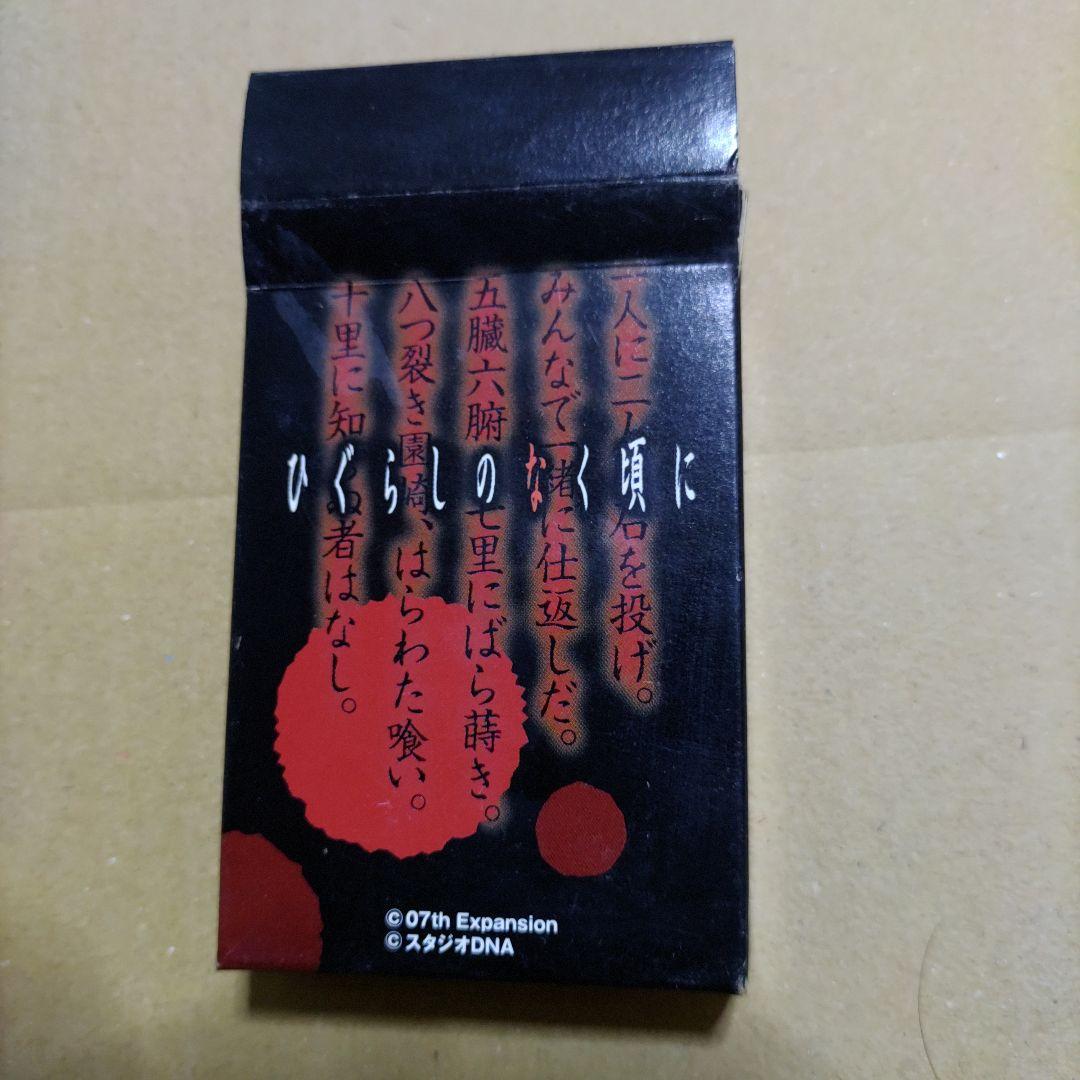 人に二人石を投げ。
みんなで一緒に仕返しだ。
五臓六腑七里にばら蒔き。
八つ裂き園崎、はらわた喰い。
十里に知らぬ者はなし。
ひぐらしのなく頃に
©07th Expansion
©スタジオDNA